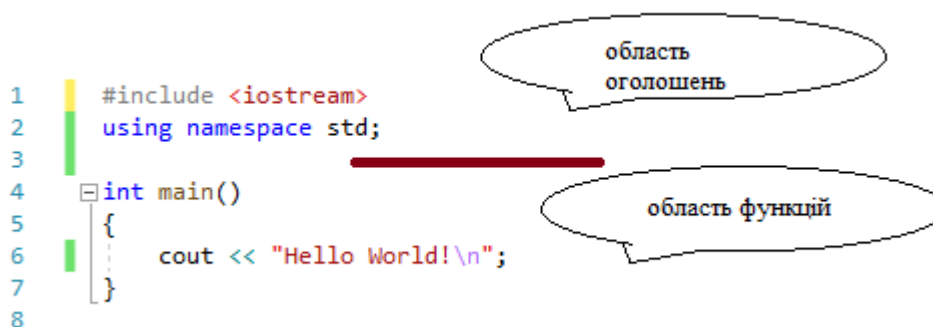 область
оголошень
1 #include <iostream>
2 using namespace std;
3
4 int main()
5 {
область функцій
6 cout << "Hello World!\n";
7 }
8